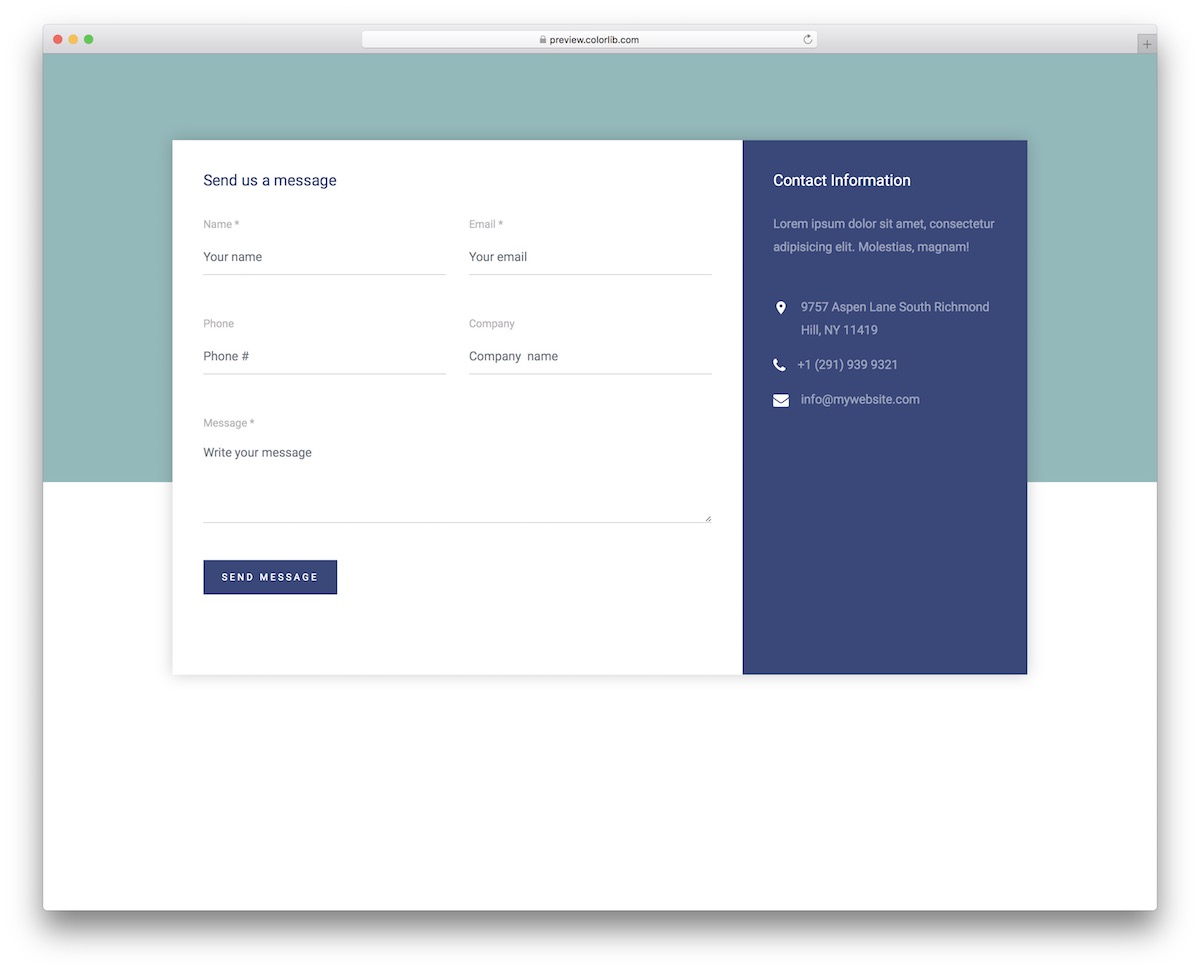 preview.colorlib.com
Send us a message
Name *
Email *
Your name
Your email
Phone
Company
Phone #
Company  name
Message *
Write your message
SEND MESSAGE
Contact Information
Lorem ipsum dolor sit amet, consectetur
adipisicing elit. Molestias, magnam!
9757 Aspen Lane South Richmond
Hill, NY 11419
+1 (291) 939 9321
info@mywebsite.com